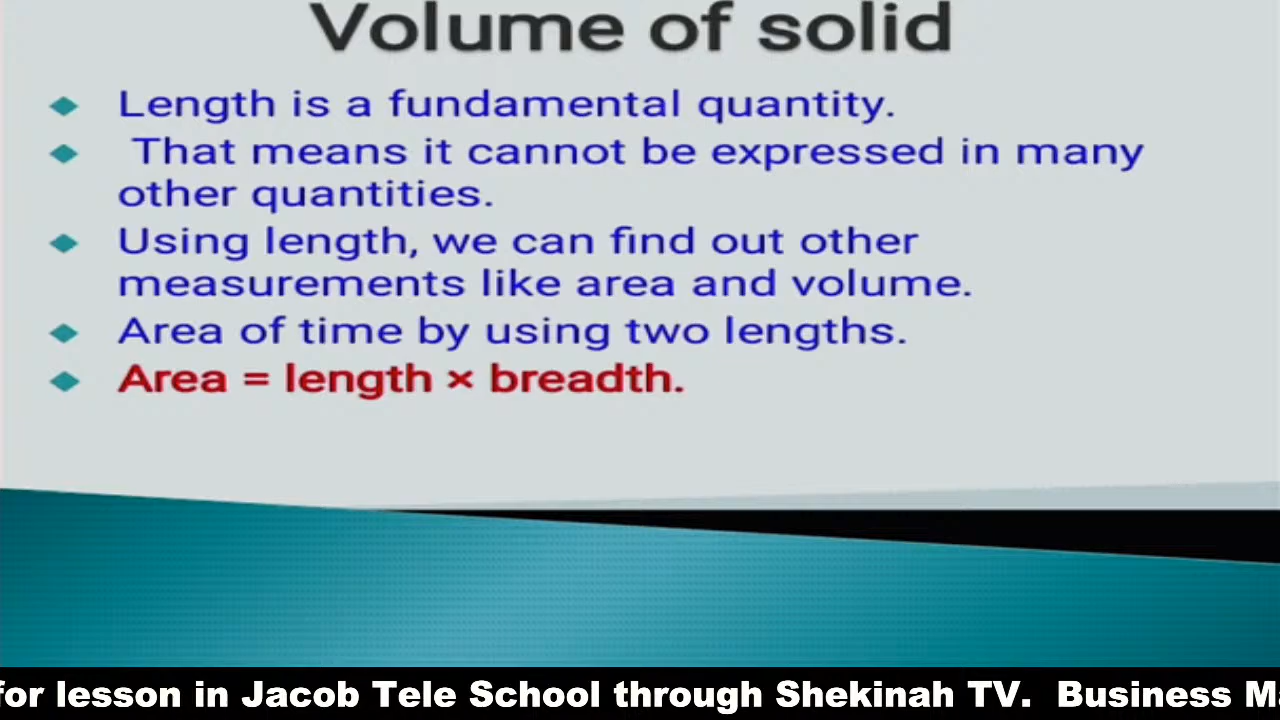 Volume of solid
Length is a fundamental quantity.
That means it cannot be expressed in many
other quantities.
Using length, we can find out other
measurements like area and volume.
Area of time by using two lengths.
Area = length × breadth.
for lesson in Jacob Tele School through Shekinah TV. Business